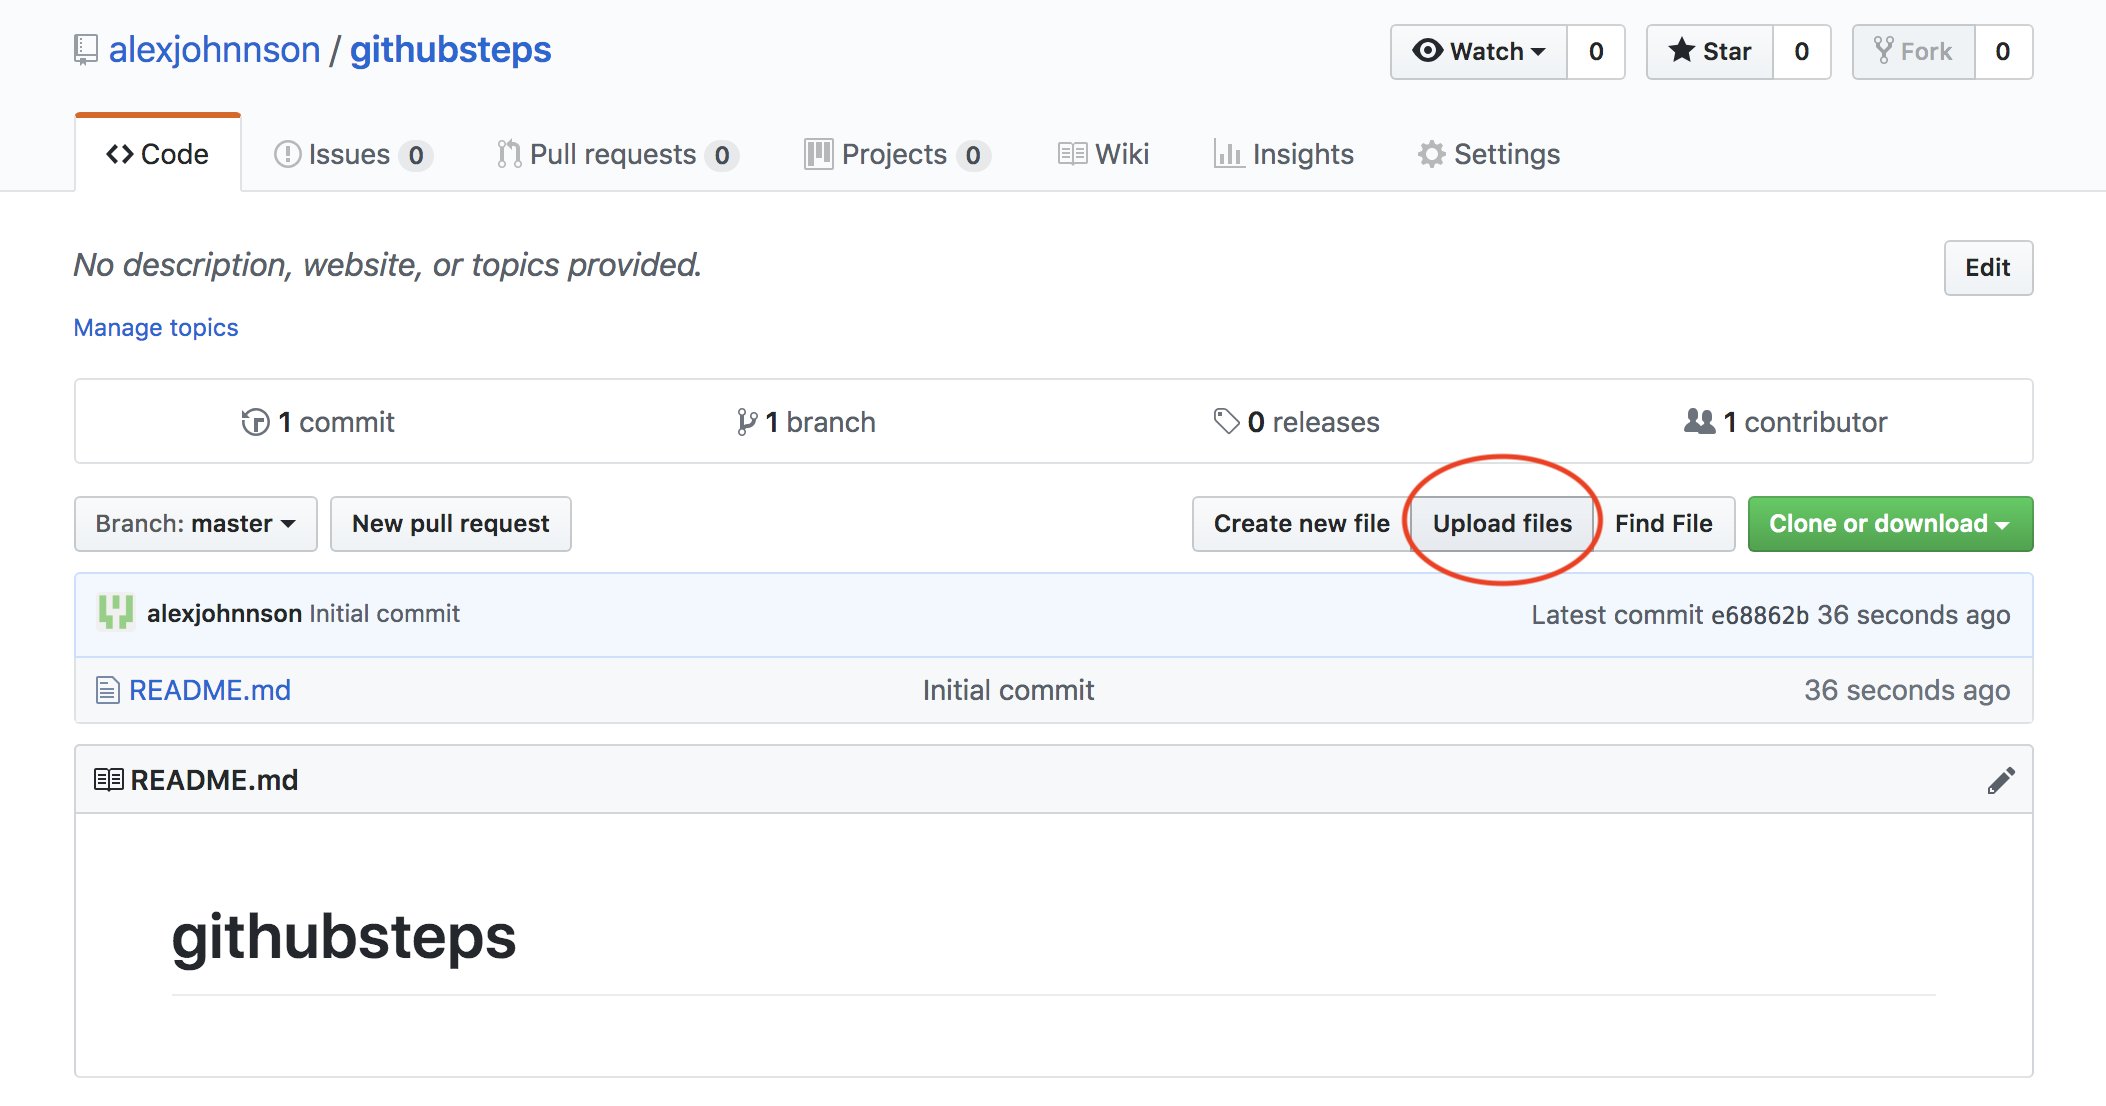 alexjohnnson / githubsteps
Watch 0 Star 0 Fork 0
Code Issues 0 Pull requests 0 Projects 0 Wiki Insights Settings
No description, website, or topics provided.
Edit
Manage topics
1 commit 1 branch 0 releases 1 contributor
Branch: master New pull request Create new file Upload files Find File Clone or download
alexjohnnson Initial commit Latest commit e68862b 36 seconds ago
README.md Initial commit 36 seconds ago
README.md
githubsteps